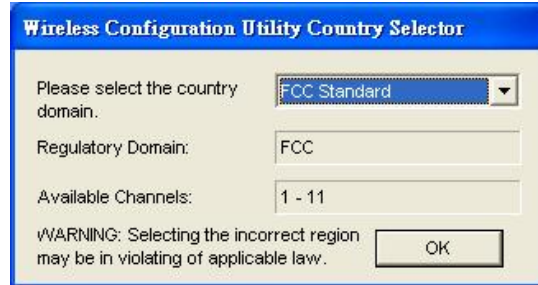 Wireless Configuration Utility Country Selector
Please select the country
domain.
FCC Standard
Regulatory Domain:
FCC
Available Channels:
1 - 11
WARNING: Selecting the incorrect region
may be in violating of applicable law.
OK